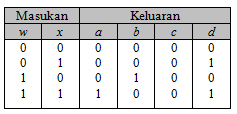 Masukan Keluaran
w x a b c d
0 0 0 0 0 0
0 1 0 0 0 1
1 0 0 1 0 0
1 1 1 0 0 1